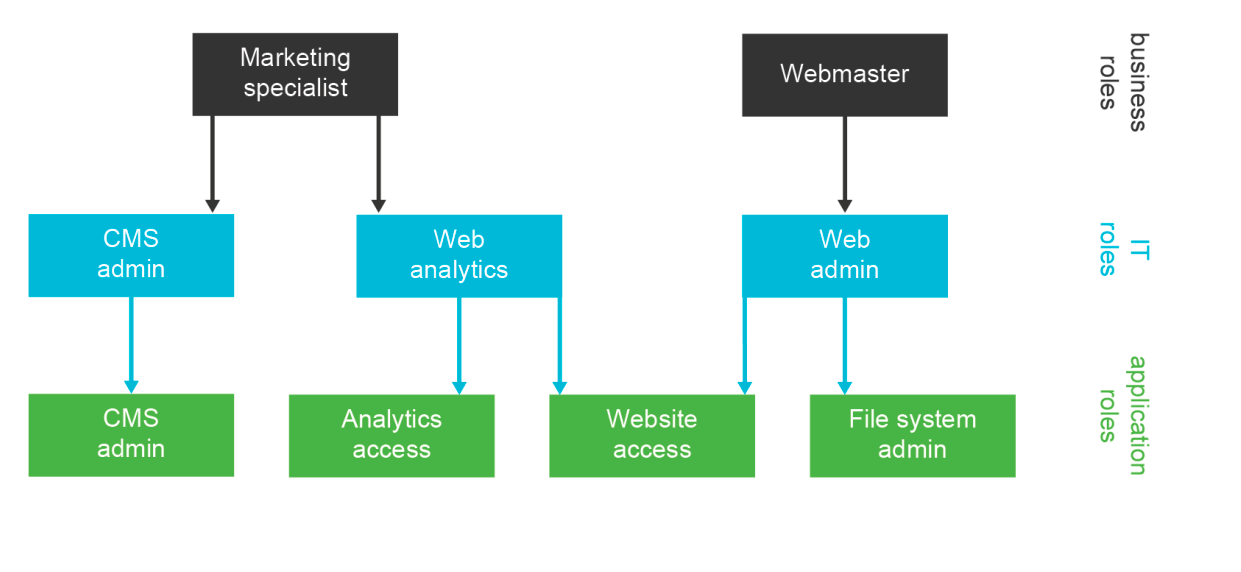 Marketing
specialist
Webmaster
business
roles
CMS
admin
Web
analytics
Web
admin
IT
roles
CMS
admin
Analytics
access
Website
access
File system
admin
application
roles